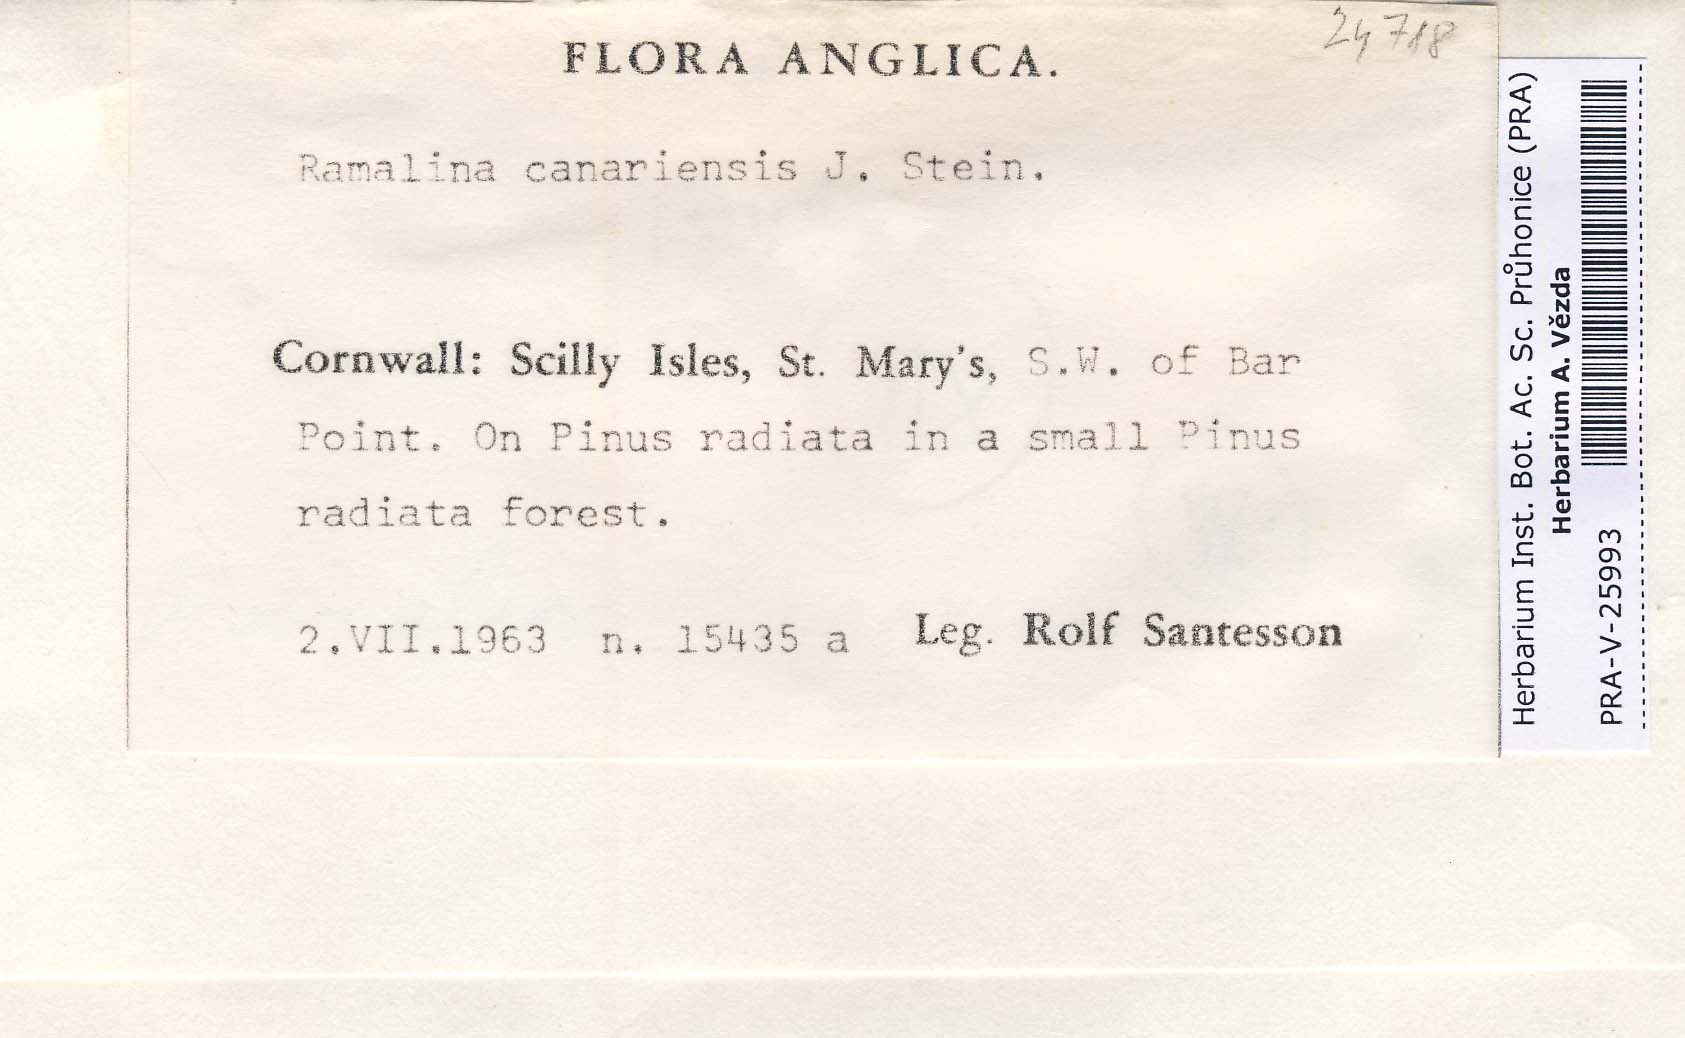 24718
FLORA ANGLICA.
Ramalina canariensis J. Stein.
Cornwall: Scilly Isles, St. Mary's, S.W. of Bar
Point. On Pinus radiata in a small Pinus
radiata forest.
2.VII.1963 n. 15435 a Leg. Rolf Santesson
Herbarium Inst. Bot. Ac. Sc. Průhonice (PRA)
Herbarium A. Vězda
PRA-V-25993